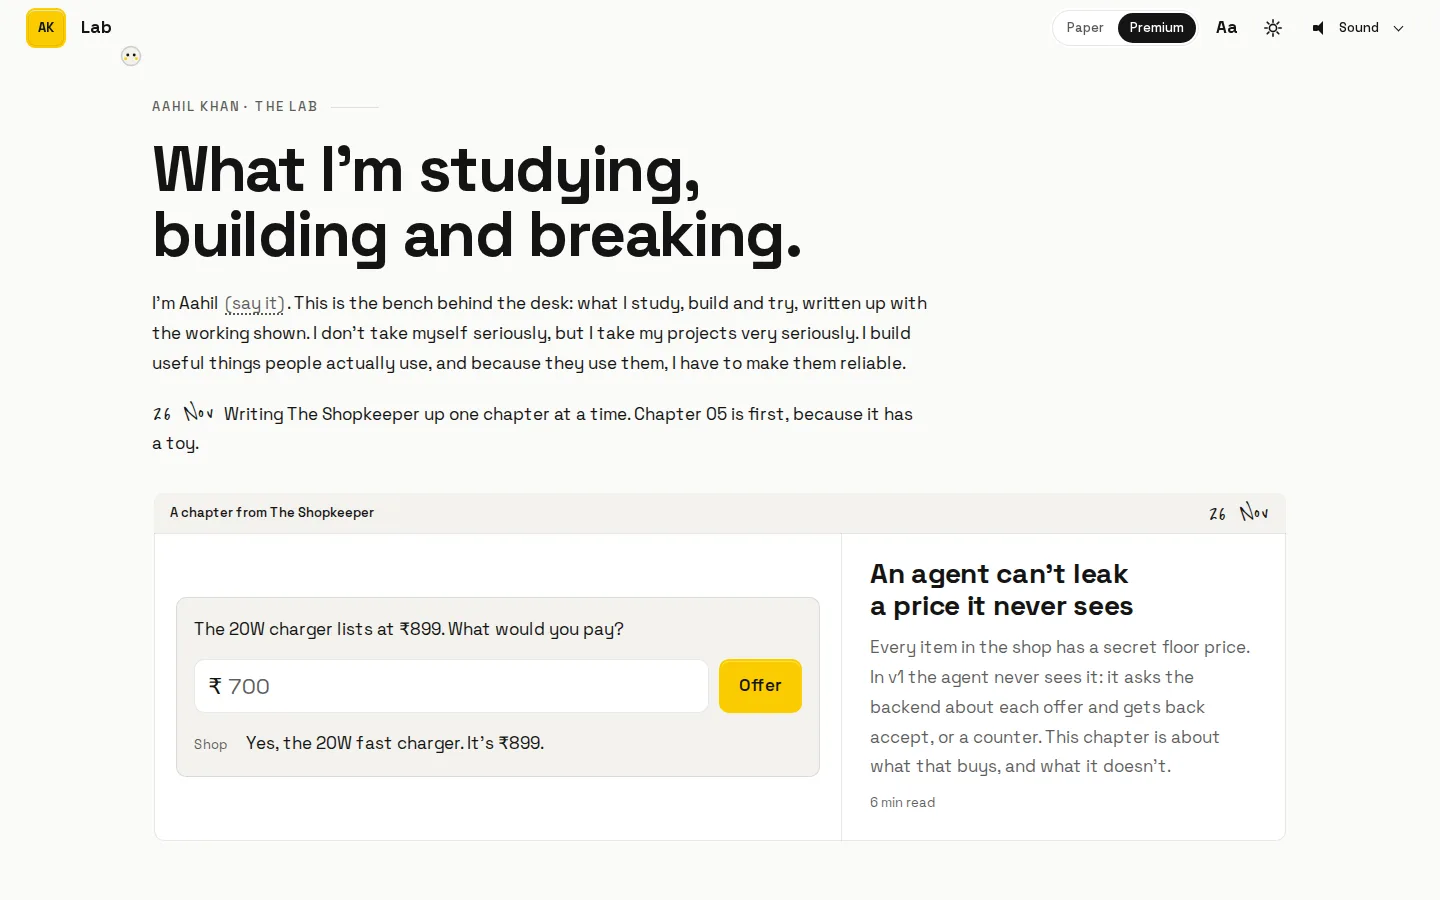 AK
Lab
Paper
Premium
Aa
Sound
AAHIL KHAN · THE LAB
What I'm studying,
building and breaking.
I'm Aahil (say it). This is the bench behind the desk: what I study, build and try, written up with
the working shown. I don't take myself seriously, but I take my projects very seriously. I build
useful things people actually use, and because they use them, I have to make them reliable.
26 Nov Writing The Shopkeeper up one chapter at a time. Chapter 05 is first, because it has
a toy.
A chapter from The Shopkeeper
26 Nov
The 20W charger lists at ₹899. What would you pay?
₹ 700
Offer
Shop Yes, the 20W fast charger. It's ₹899.
An agent can't leak
a price it never sees
Every item in the shop has a secret floor price.
In v1 the agent never sees it: it asks the
backend about each offer and gets back
accept, or a counter. This chapter is about
what that buys, and what it doesn't.
6 min read